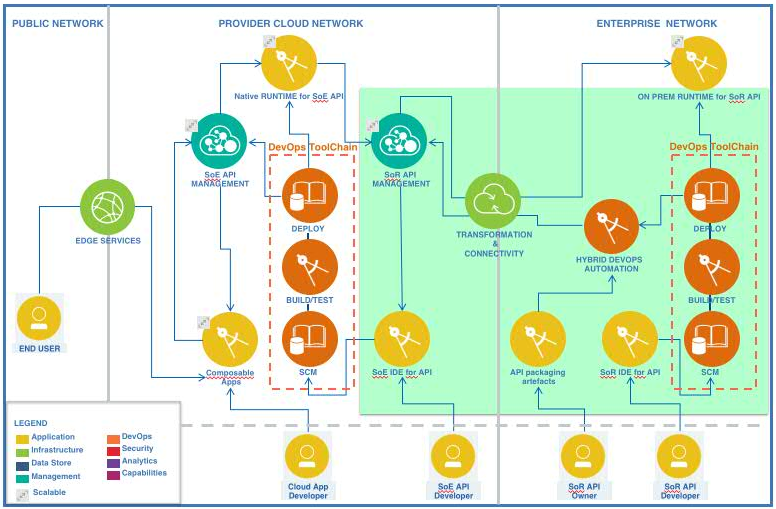 PUBLIC NETWORK
PROVIDER CLOUD NETWORK
ENTERPRISE NETWORK
Native RUNTIME for SoE API
ON PREM RUNTIME for SoR API
DevOps ToolChain
DevOps ToolChain
SoE API
MANAGEMENT
SoR API
MANAGEMENT
EDGE SERVICES
DEPLOY
TRANSFORMATION
&
CONNECTIVITY
HYBRID DEVOPS
AUTOMATION
DEPLOY
BUILD/TEST
BUILD/TEST
END USER
Composable
Apps
SCM
SoE IDE for API
API packaging
artefacts
SoR IDE for API
SCM
LEGEND
Application
Infrastructure
Data Store
Management
Scalable
DevOps
Security
Analytics
Capabilities
Cloud App
Developer
SoE API
Developer
SoR API
Owner
SoR API
Developer